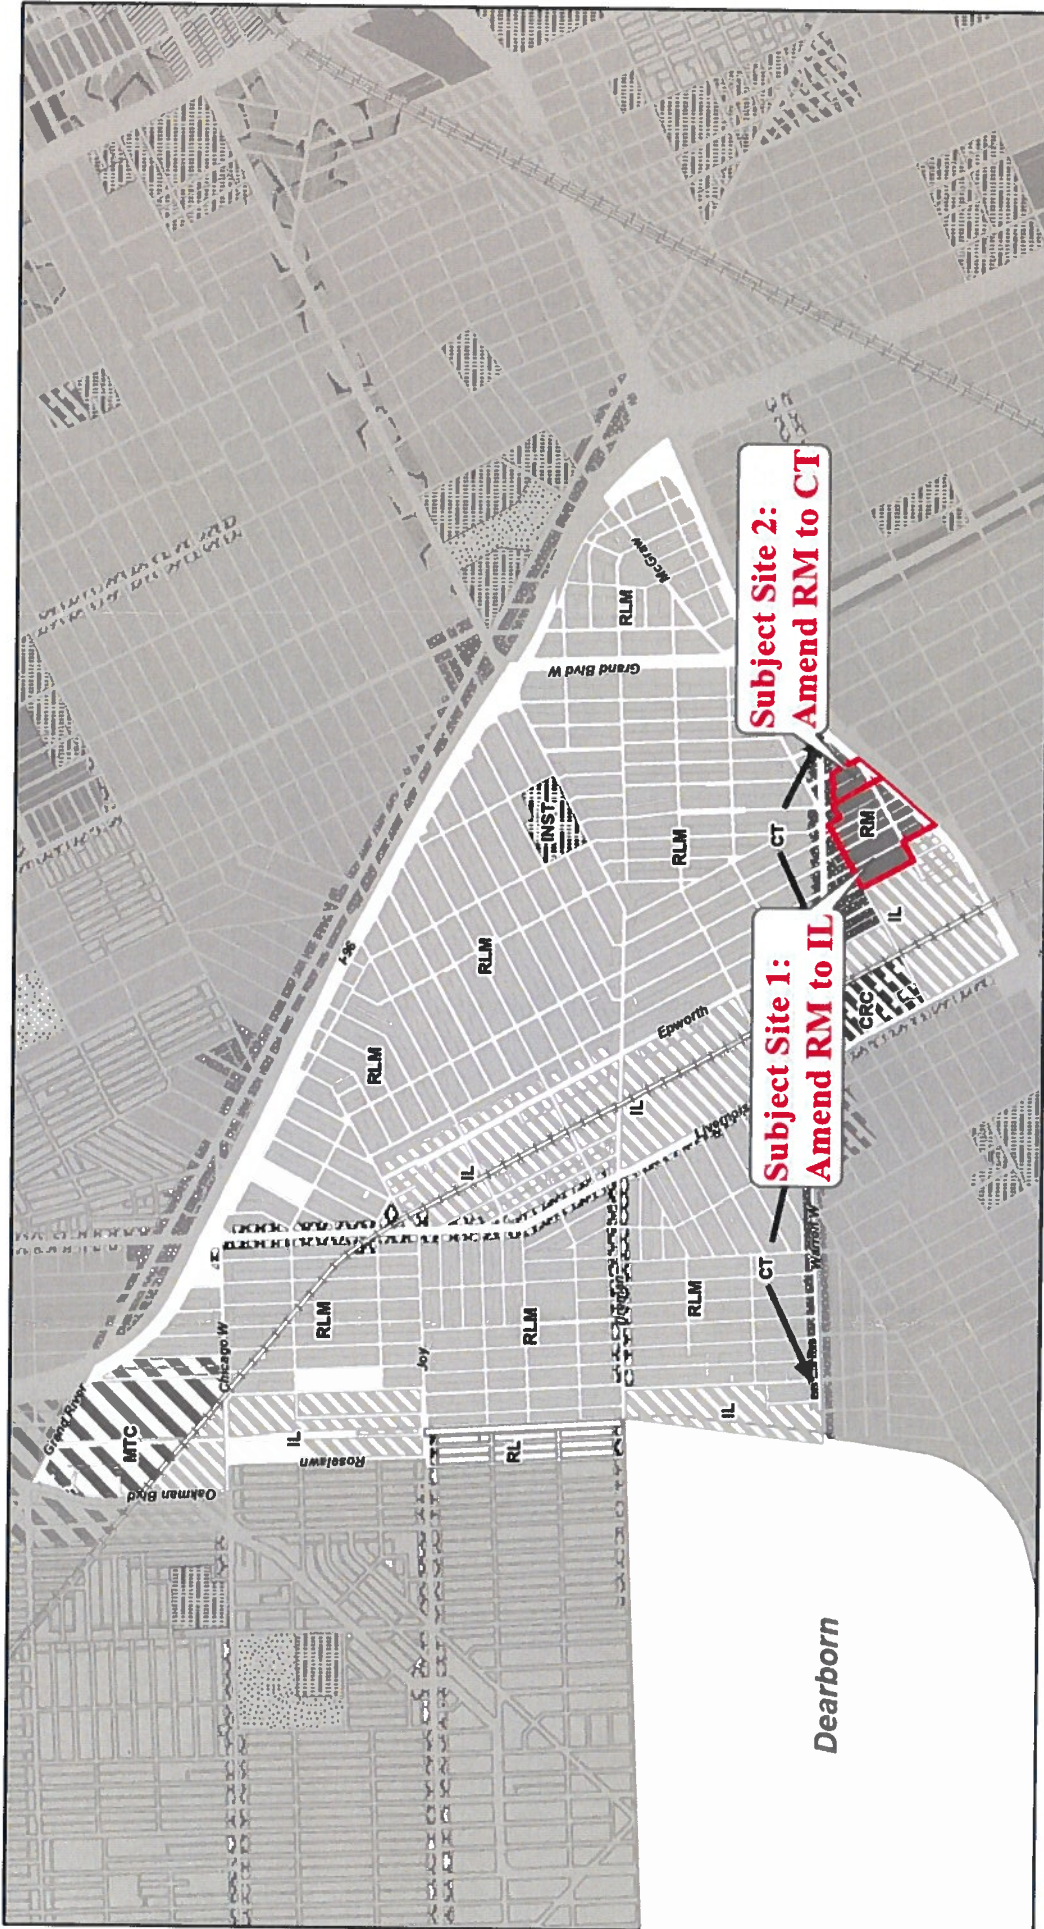 Grand River
MTC
Oakman Blvd
Chicago W
IL
RLM
Roselawn
I-96
RLM
Joy
IL
RLM
RL
RLM
INST
Grand Blvd W
RLM
IL
McGraw
RLM
Epworth
RLM
Livernois
IL
CT
CT
Subject Site 1:
Amend RM to IL
Subject Site 2:
Amend RM to CT
Warren W
Dearborn
CRC
RM
IL